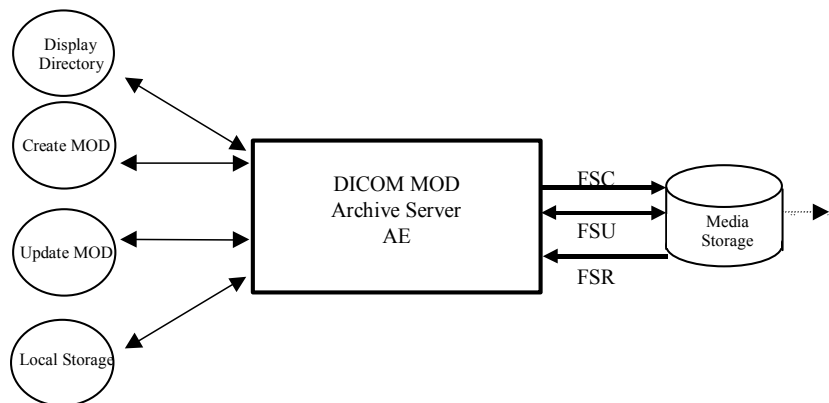 Display
Directory
Create MOD
Update MOD
Local Storage
DICOM MOD
Archive Server
AE
FSC
FSU
FSR
Media
Storage